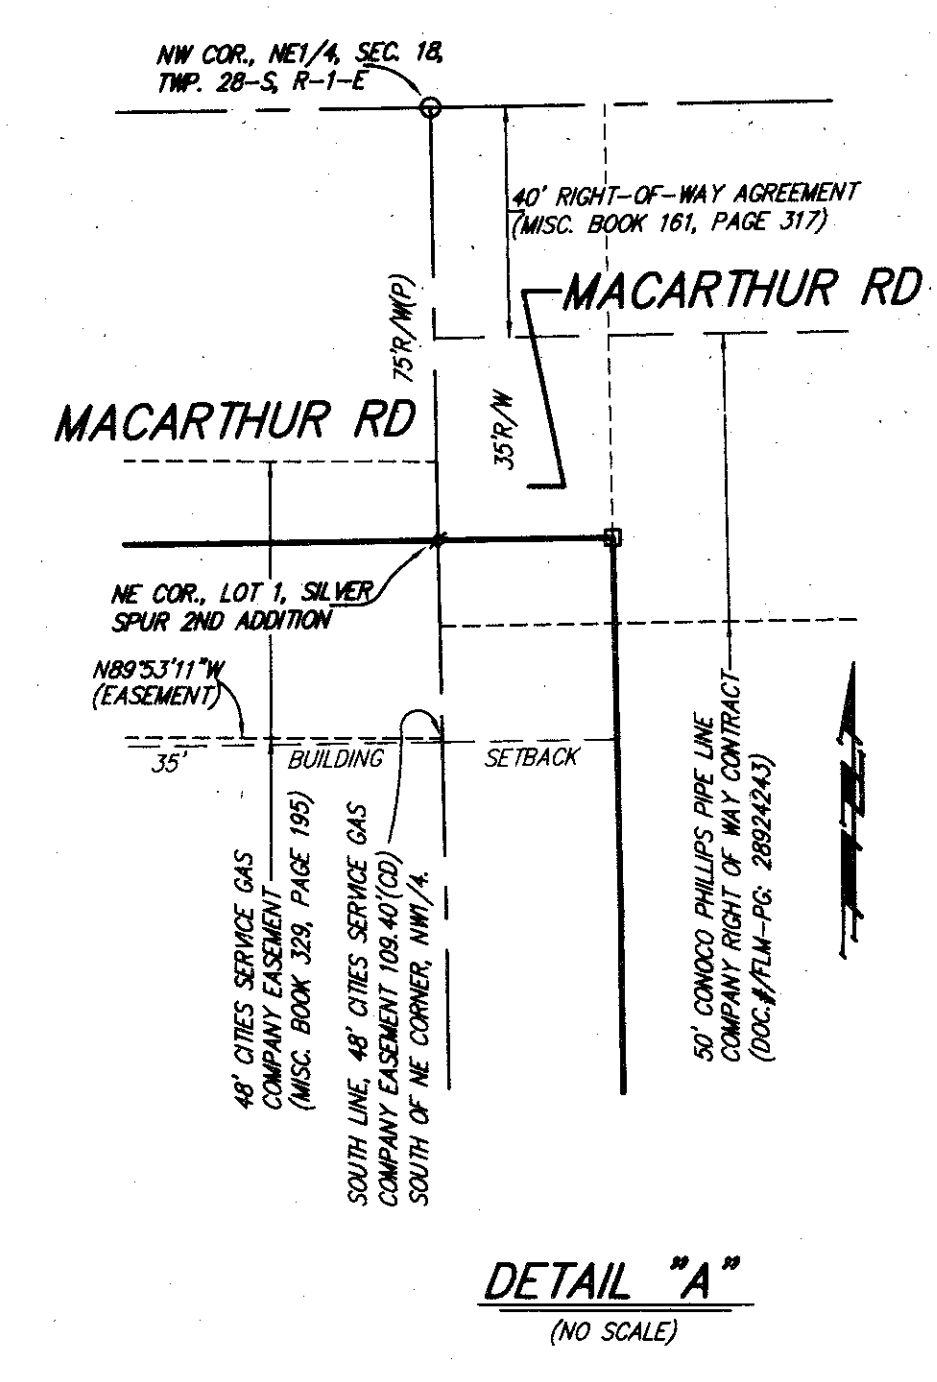 NW COR., NE1/4, SEC. 18,
TWP. 28-S, R-1-E
40' RIGHT-OF-WAY AGREEMENT
(MISC. BOOK 161, PAGE 317)
MACARTHUR RD
75'R/W(P)
35'R/W
MACARTHUR RD
NE COR., LOT 1, SILVER
SPUR 2ND ADDITION
N89°53'11"W
(EASEMENT)
35'
BUILDING
SETBACK
48' CITIES SERVICE GAS
COMPANY EASEMENT
(MISC. BOOK 329, PAGE 195)
SOUTH LINE, 48' CITIES SERVICE GAS
COMPANY EASEMENT 109.40'(CD)
SOUTH OF NE CORNER, NW1/4.
50' CONOCO PHILLIPS PIPE LINE
COMPANY RIGHT OF WAY CONTRACT
(DOC.#/FLM-PG: 28924243)
DETAIL "A"
(NO SCALE)